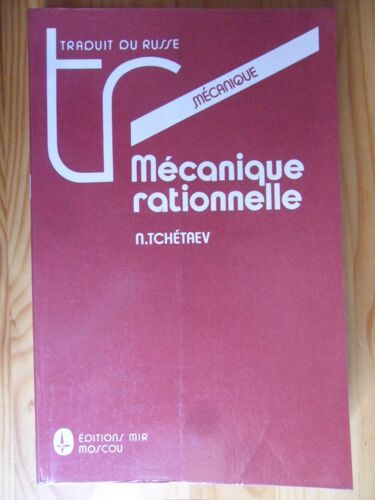 TRADUIT DU RUSSE
tr
MÉCANIQUE
Mécanique
rationnelle
N.TCHÉTAEV
ÉDITIONS MIR
MOSCOU